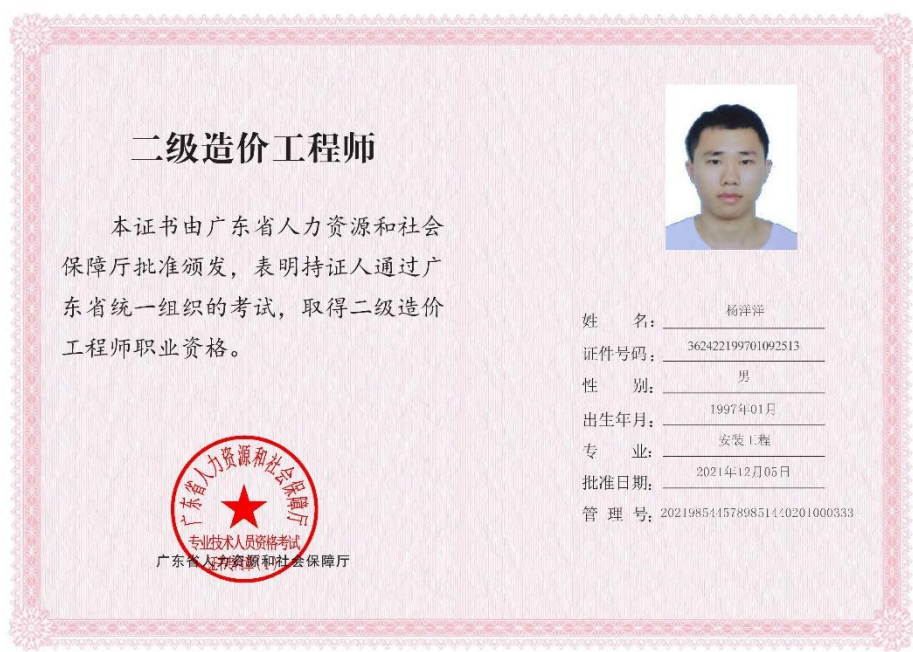 二级造价工程师
本证书由广东省人力资源和社会
保障厅批准颁发，表明持证人通过广
东省统一组织的考试，取得二级造价
工程师职业资格。
广东省人力资源和社会保障厅
专业技术人员资格考试
广东省人力资源和社会保障厅
姓 名：杨洋洋
证件号码：362422199701092513
性 别：男
出生年月：1997年01月
专 业：安装工程
批准日期：2021年12月05日
管 理 号：2021985445789851440201000333